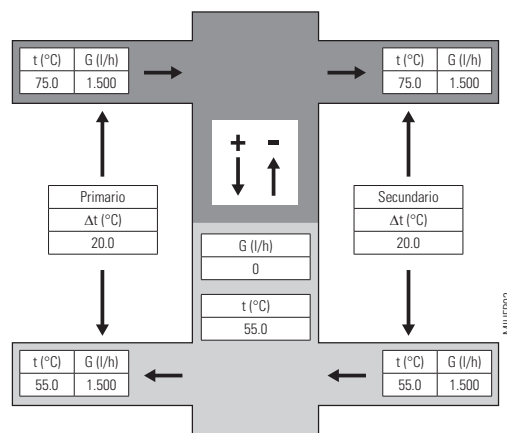 t (°C) G (l/h)
75.0 1.500
t (°C) G (l/h)
75.0 1.500
+ -
Primario
Δt (°C)
20.0
Secundario
Δt (°C)
20.0
G (l/h)
0
t (°C)
55.0
t (°C) G (l/h)
55.0 1.500
t (°C) G (l/h)
55.0 1.500